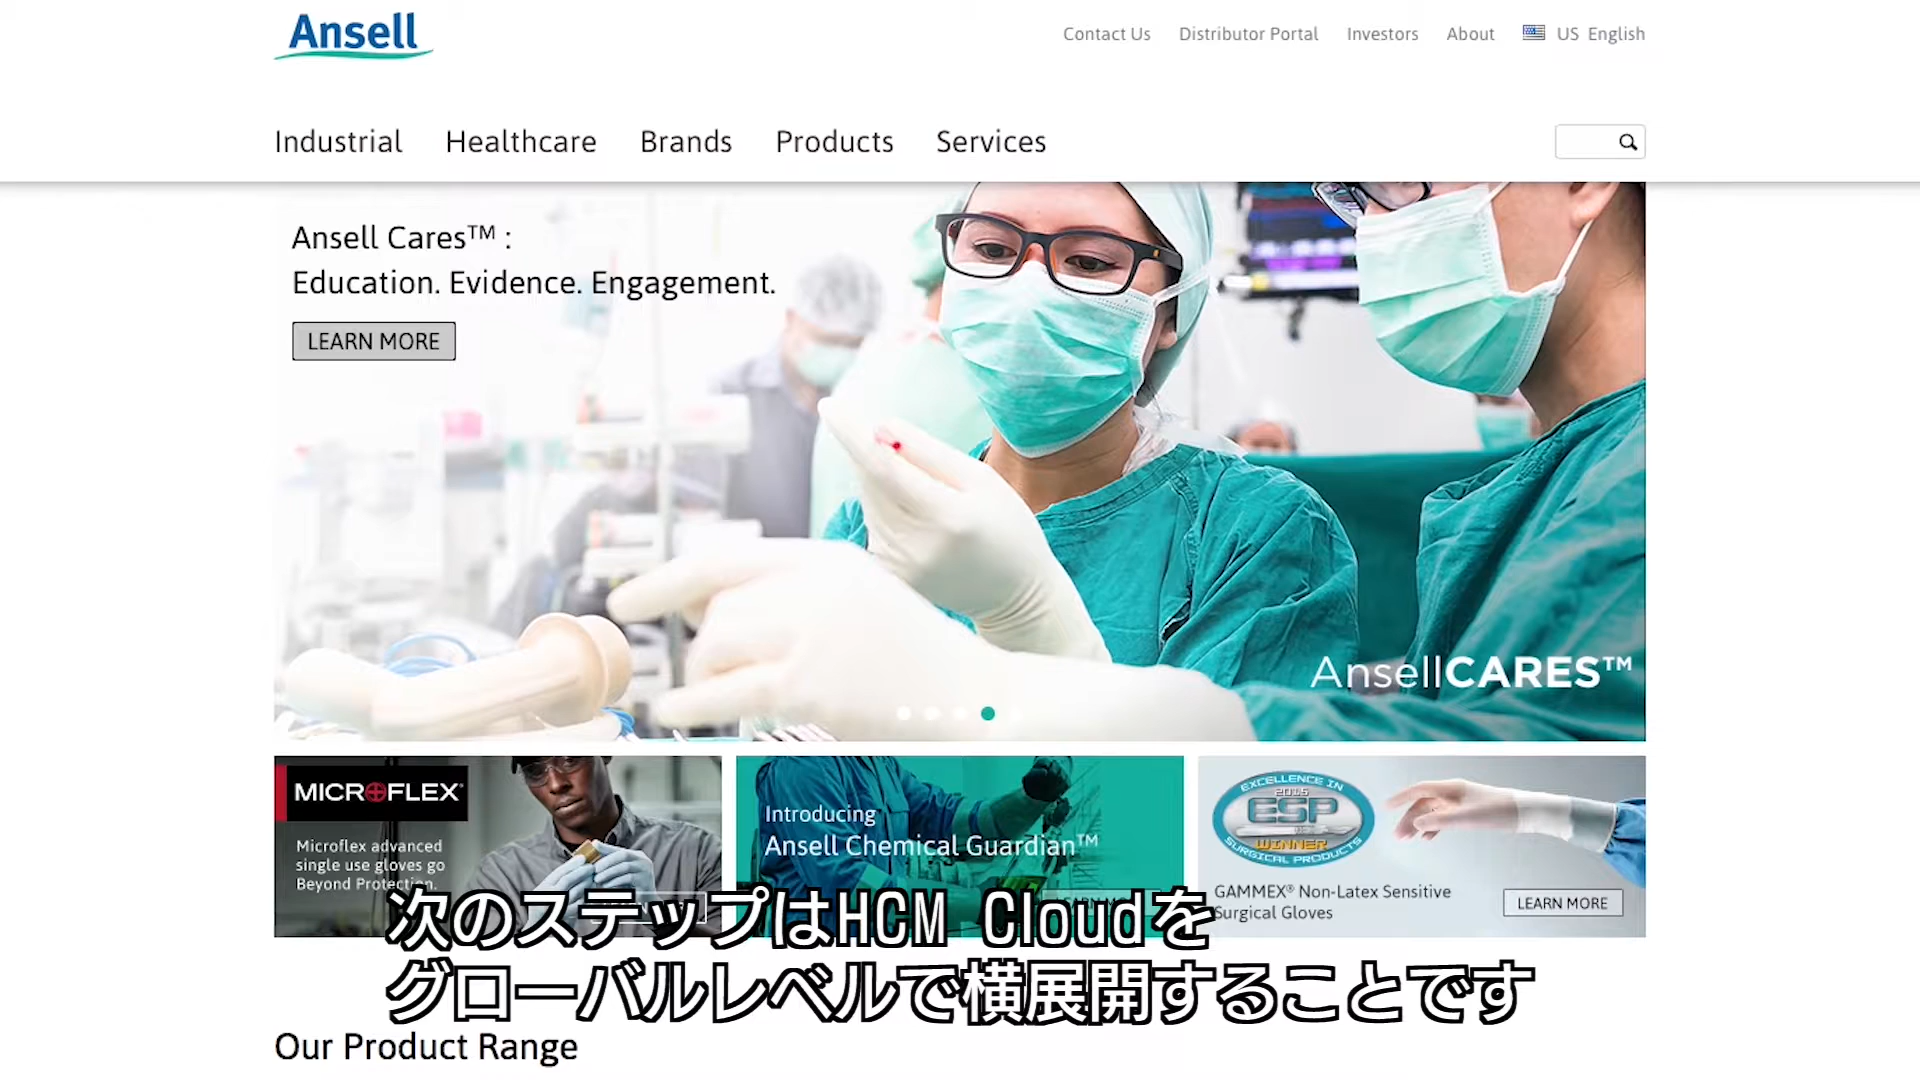 Ansell
Contact Us Distributor Portal Investors About US English
Industrial Healthcare Brands Products Services
Ansell Cares™ :
Education. Evidence. Engagement.
LEARN MORE
AnsellCARES™
MICROFLEX®
Microflex advanced
single use gloves go
Beyond Protection.
Introducing
Ansell Chemical Guardian™
EXCELLENCE IN
2015
ESP
WINNER
SURGICAL PRODUCTS
GAMMEX® Non-Latex Sensitive
Surgical Gloves
LEARN MORE
次のステップはHCM Cloudを
グローバルレベルで横展開することです
Our Product Range